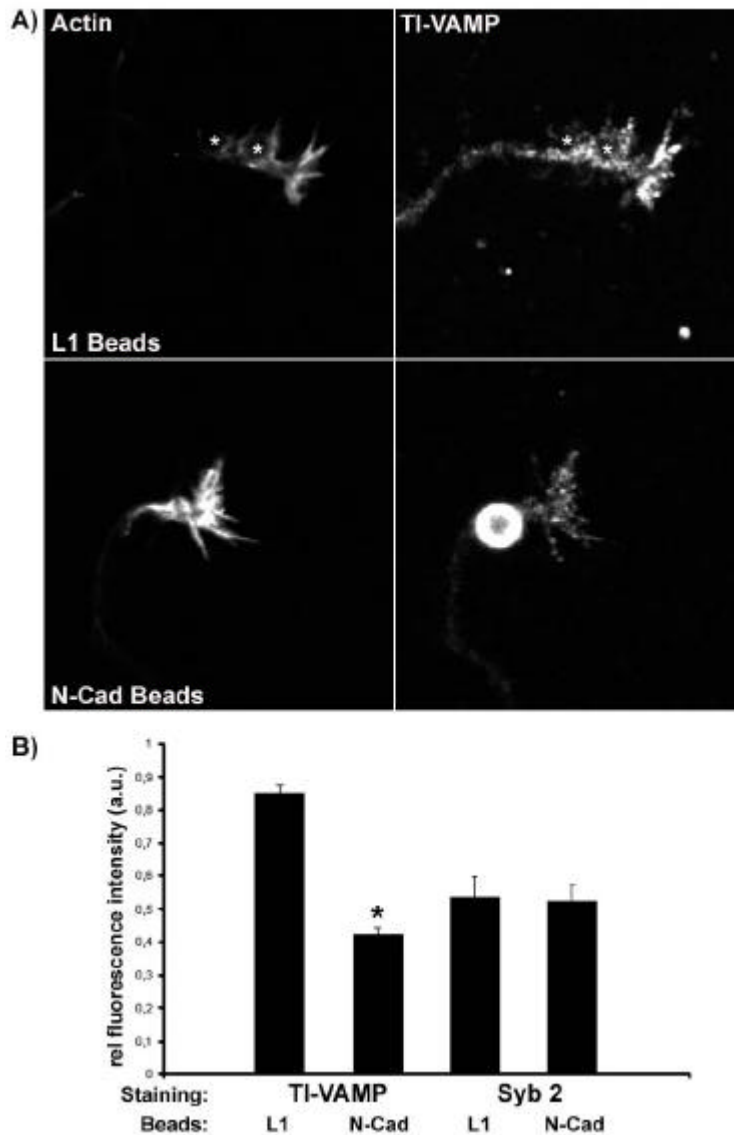 A)
Actin
TI-VAMP
* *
* *
L1 Beads
N-Cad Beads
B)
rel fluorescence intensity (a.u.)
1
0,9
0,8
0,7
0,6
0,5
0,4
0,3
0,2
0,1
0
*
Staining: TI-VAMP Syb 2
Beads: L1 N-Cad L1 N-Cad